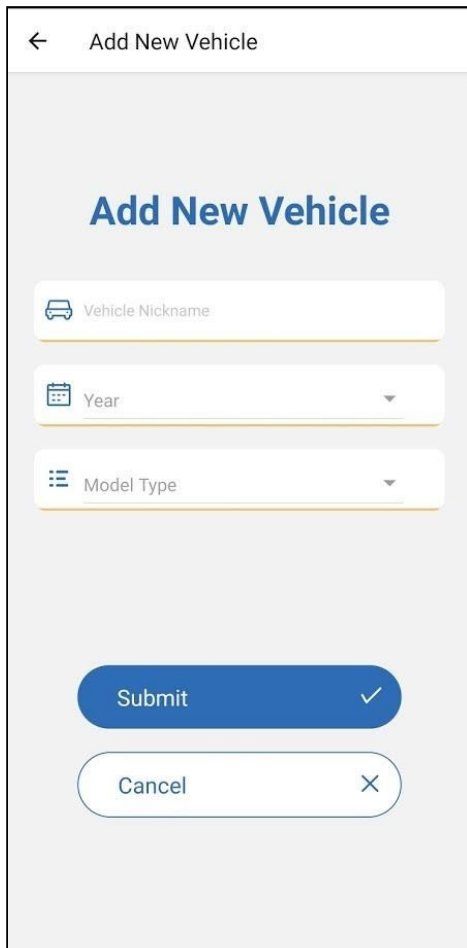 Add New Vehicle
Add New Vehicle
Vehicle Nickname
Year
Model Type
Submit
Cancel